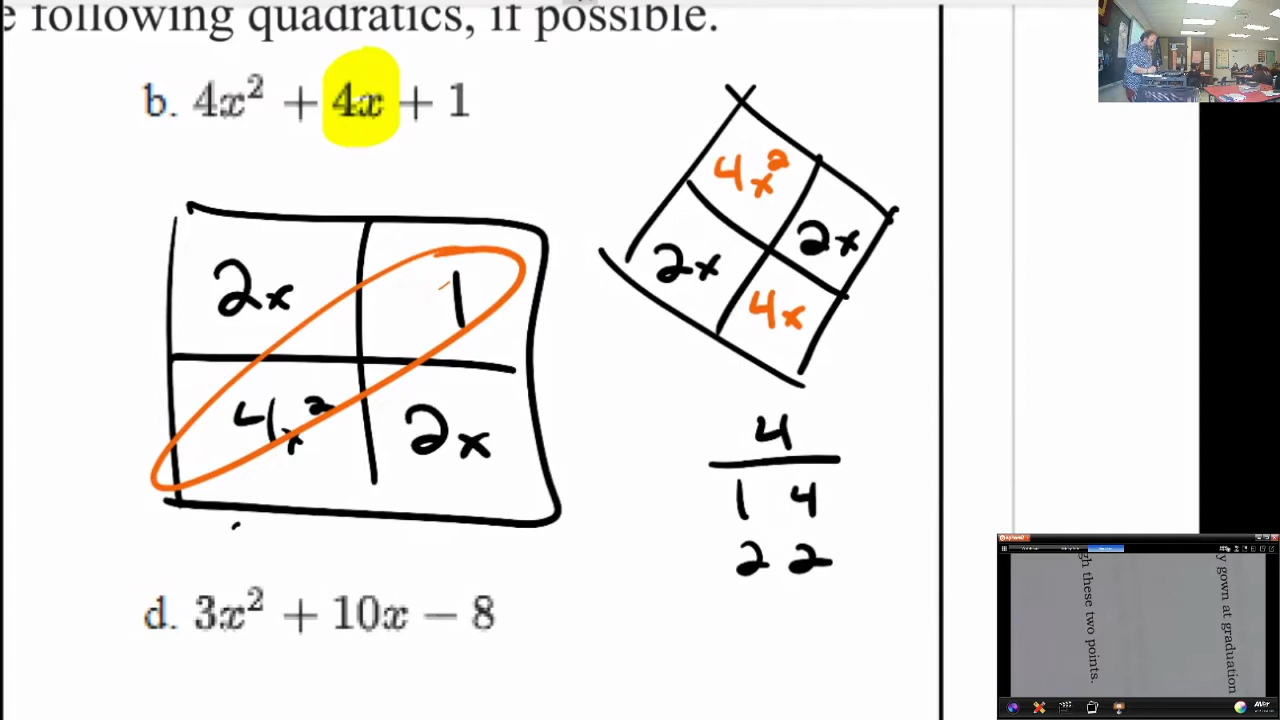 e following quadratics, if possible.
b. 4x² + 4x + 1
4x²
2x
2x
4x
2x
1
4x²
2x
4
1 4
2 2
d. 3x² + 10x − 8
gh these two points.
y gown at graduation